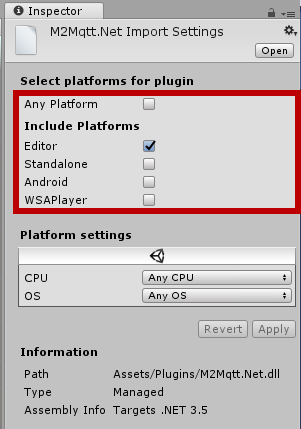 Inspector
M2Mqtt.Net Import Settings
Open
Select platforms for plugin
Any Platform
Include Platforms
Editor
Standalone
Android
WSAPlayer
Platform settings
CPU Any CPU
OS Any OS
Revert Apply
Information
Path Assets/Plugins/M2Mqtt.Net.dll
Type Managed
Assembly Info Targets .NET 3.5